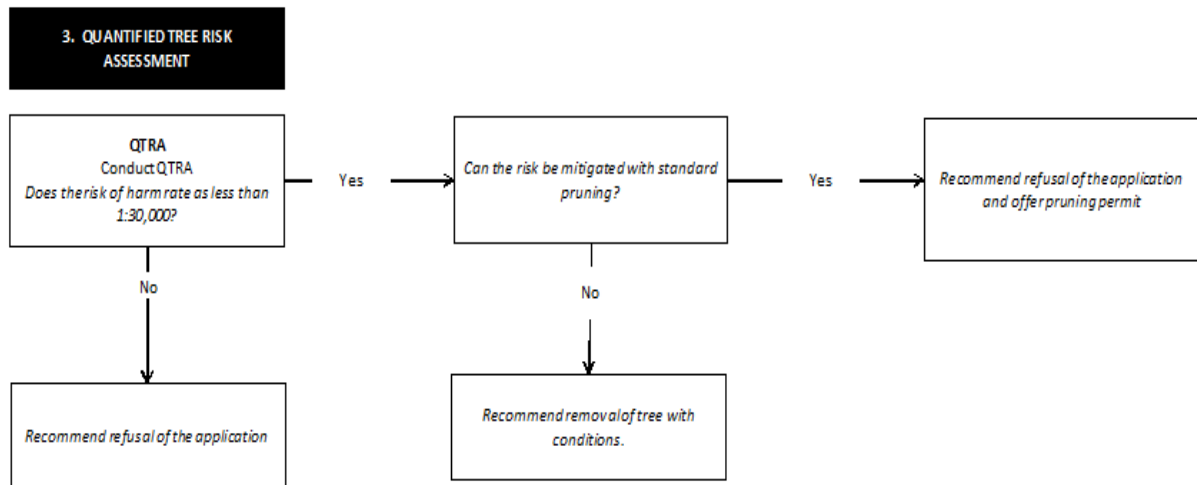 3. QUANTIFIED TREE RISK
ASSESSMENT
QTRA
Conduct QTRA
Does the risk of harm rate as less than
1:30,000?
Yes
Can the risk be mitigated with standard
pruning?
Yes
Recommend refusal of the application
and offer pruning permit
No
No
Recommend refusal of the application
Recommend removal of tree with
conditions.